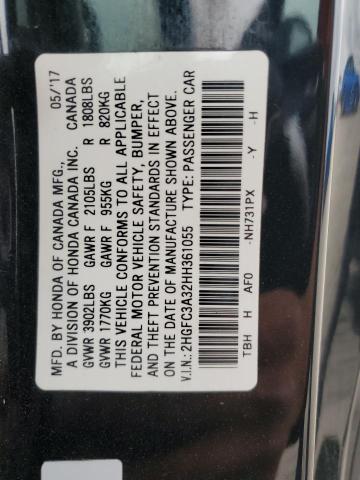 MFD. BY HONDA OF CANADA MFG., 05/'17
A DIVISION OF HONDA CANADA INC. CANADA
GVWR 3902LBS GAWR F 2105LBS R 1808LBS
GVWR 1770KG GAWR F 955KG R 820KG
THIS VEHICLE CONFORMS TO ALL APPLICABLE
FEDERAL MOTOR VEHICLE SAFETY, BUMPER,
AND THEFT PREVENTION STANDARDS IN EFFECT
ON THE DATE OF MANUFACTURE SHOWN ABOVE.
V.I.N.: 2HGFC3A32HH361055 TYPE: PASSENGER CAR
TBH H AF0 -NH731PX -Y -H